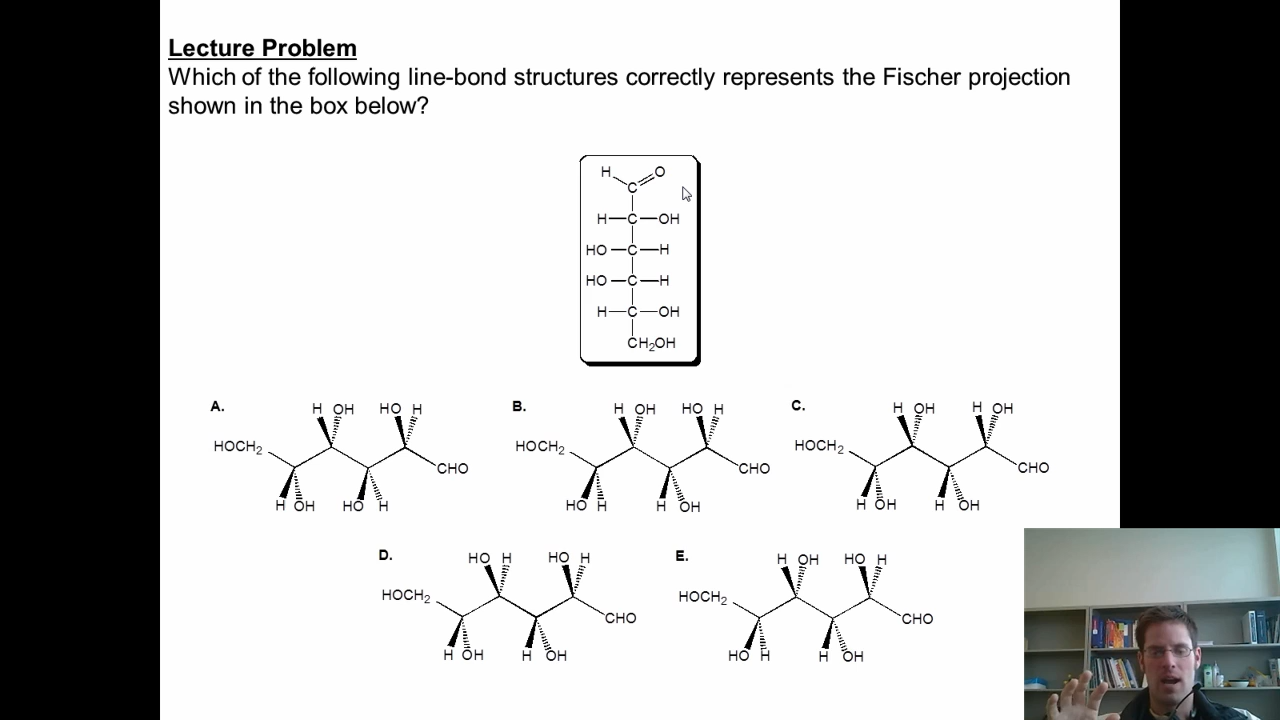 Lecture Problem
Which of the following line-bond structures correctly represents the Fischer projection
shown in the box below?
H O
C
H C OH
HO C H
HO C H
H C OH
CH2OH
A. H OH HO H
HOCH2
CHO
H OH HO H
B. H OH HO H
HOCH2
CHO
HO H H OH
C. H OH H OH
HOCH2
CHO
H OH H OH
D. HO H HO H
HOCH2
CHO
H OH H OH
E. H OH HO H
HOCH2
CHO
HO H H OH